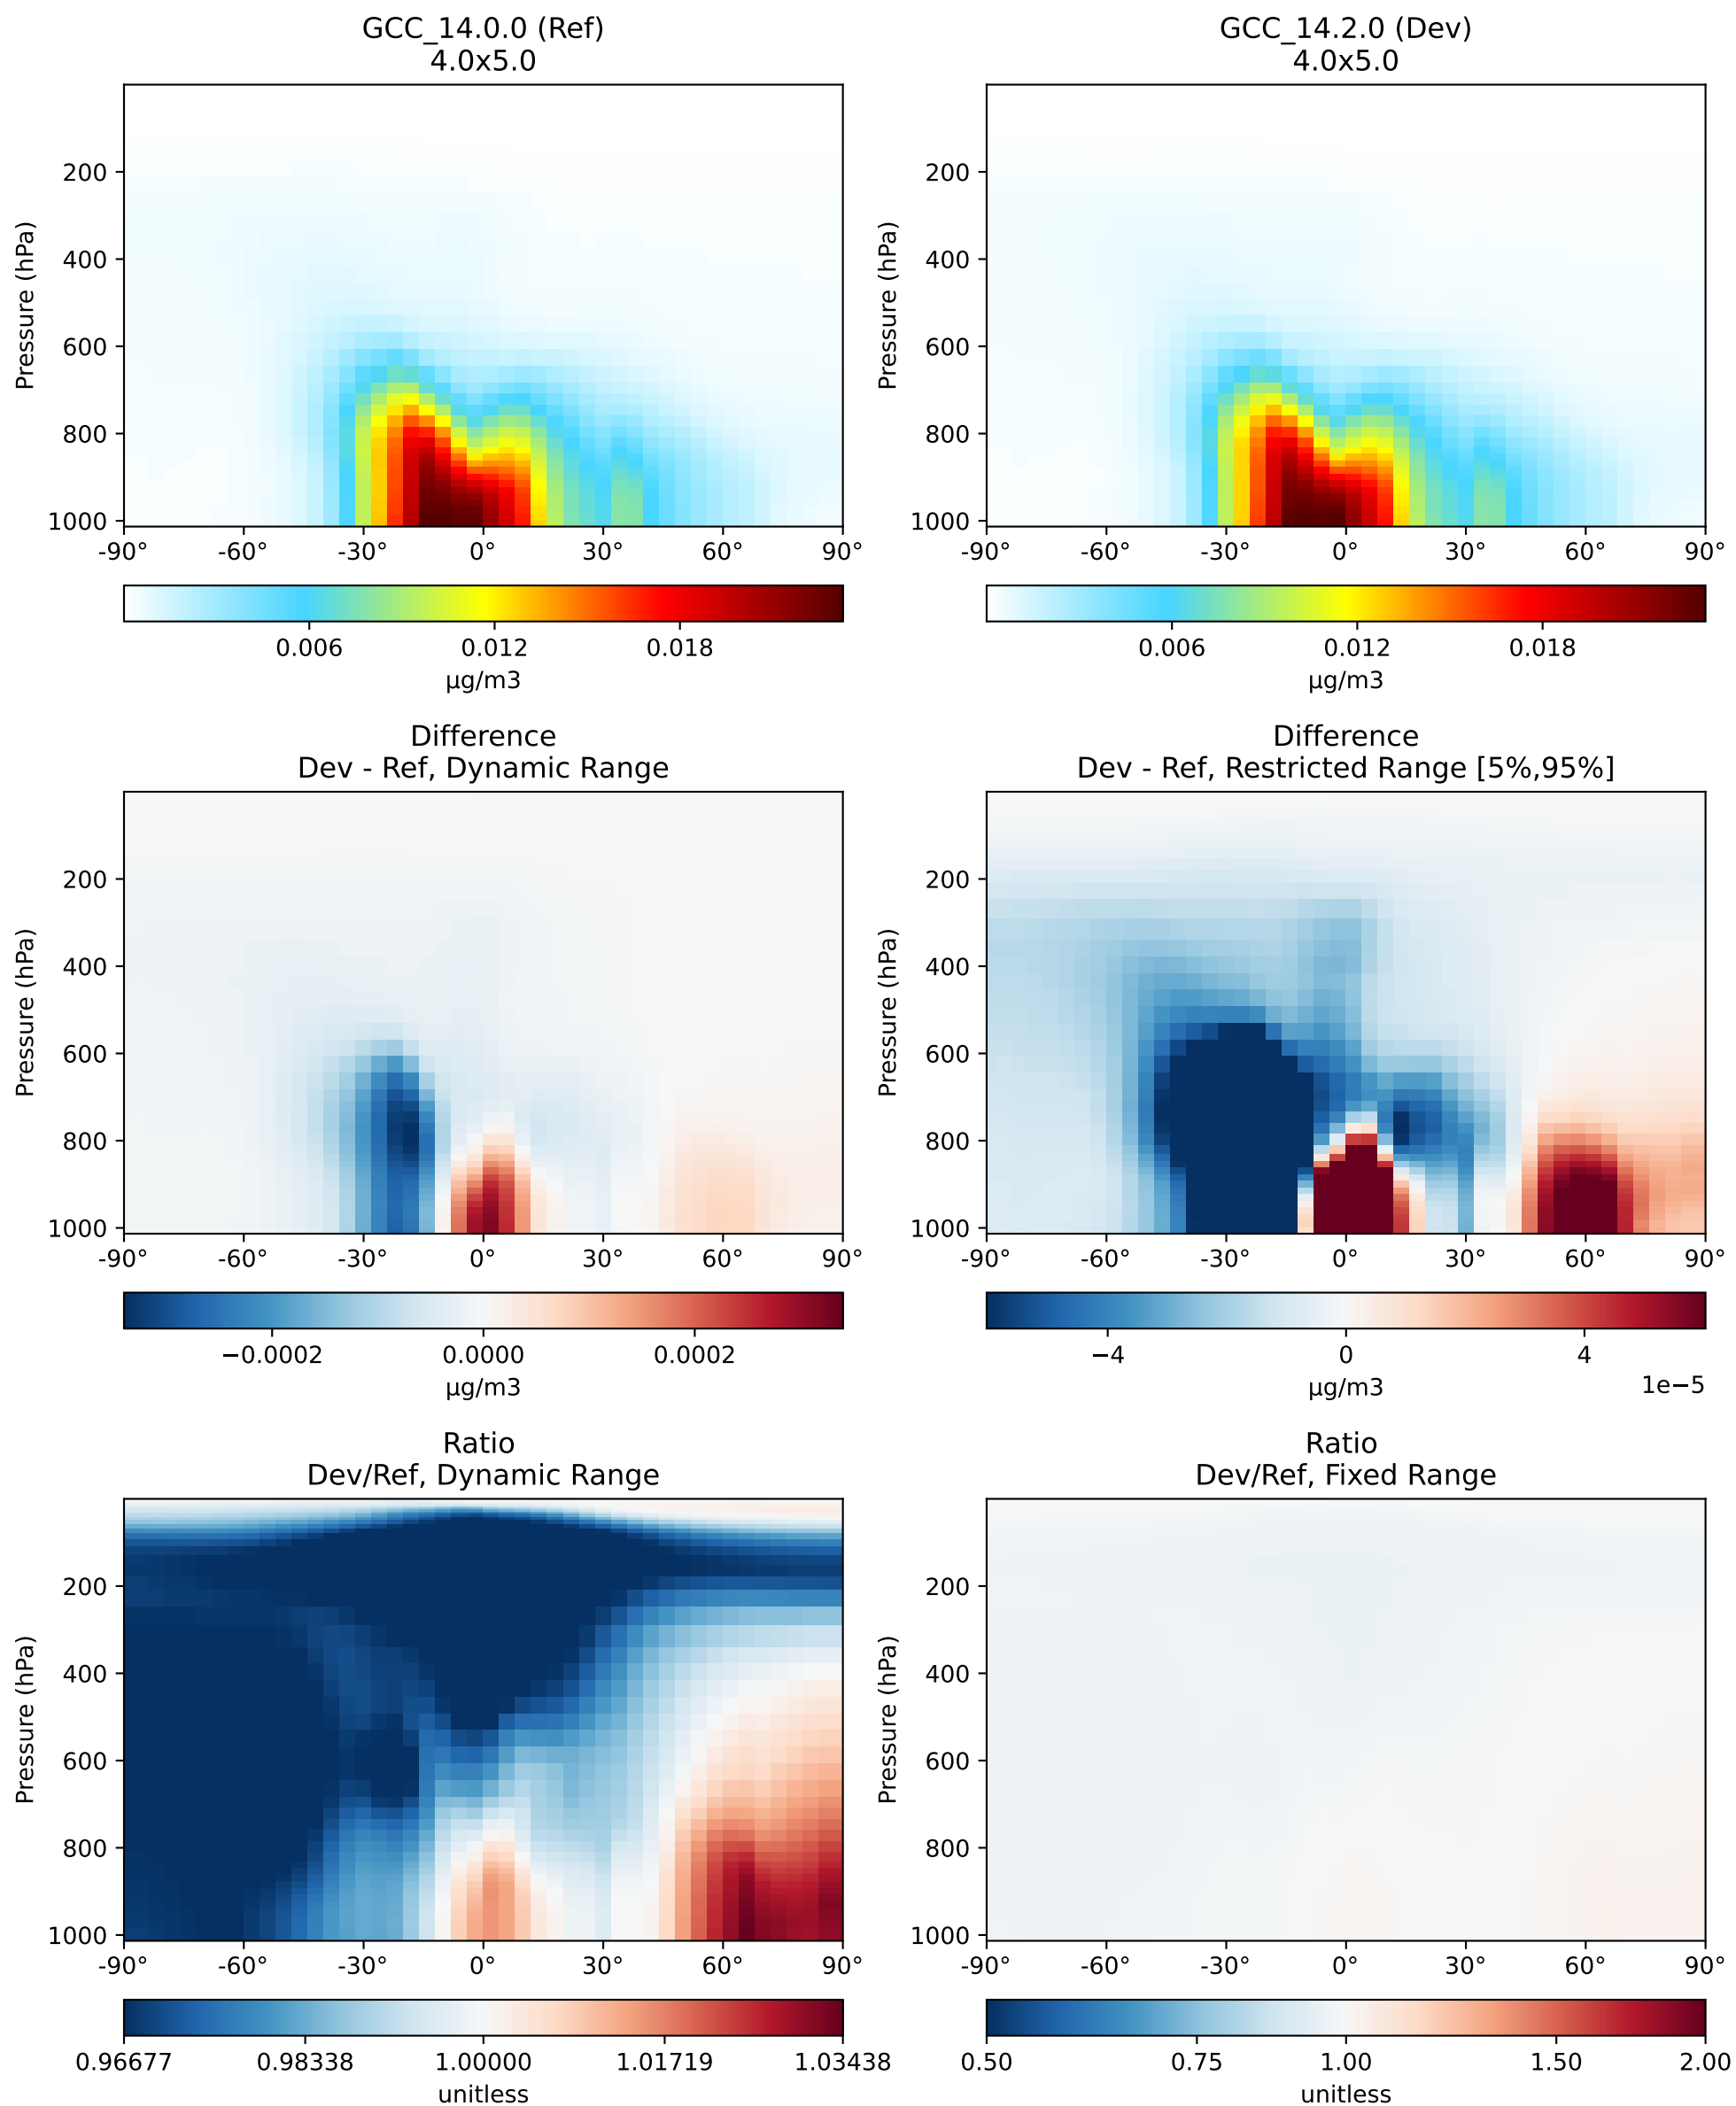 GCC_14.0.0 (Ref)
4.0x5.0
Pressure (hPa)
200
400
600
800
1000
-90° -60° -30° 0° 30° 60° 90°
0.006 0.012 0.018
µg/m3
GCC_14.2.0 (Dev)
4.0x5.0
Pressure (hPa)
200
400
600
800
1000
-90° -60° -30° 0° 30° 60° 90°
0.006 0.012 0.018
µg/m3
Difference
Dev - Ref, Dynamic Range
Pressure (hPa)
200
400
600
800
1000
-90° -60° -30° 0° 30° 60° 90°
−0.0002 0.0000 0.0002
µg/m3
Difference
Dev - Ref, Restricted Range [5%,95%]
Pressure (hPa)
200
400
600
800
1000
-90° -60° -30° 0° 30° 60° 90°
−4 0 4
1e−5
µg/m3
Ratio
Dev/Ref, Dynamic Range
Pressure (hPa)
200
400
600
800
1000
-90° -60° -30° 0° 30° 60° 90°
0.96677 0.98338 1.00000 1.01719 1.03438
unitless
Ratio
Dev/Ref, Fixed Range
Pressure (hPa)
200
400
600
800
1000
-90° -60° -30° 0° 30° 60° 90°
0.50 0.75 1.00 1.50 2.00
unitless